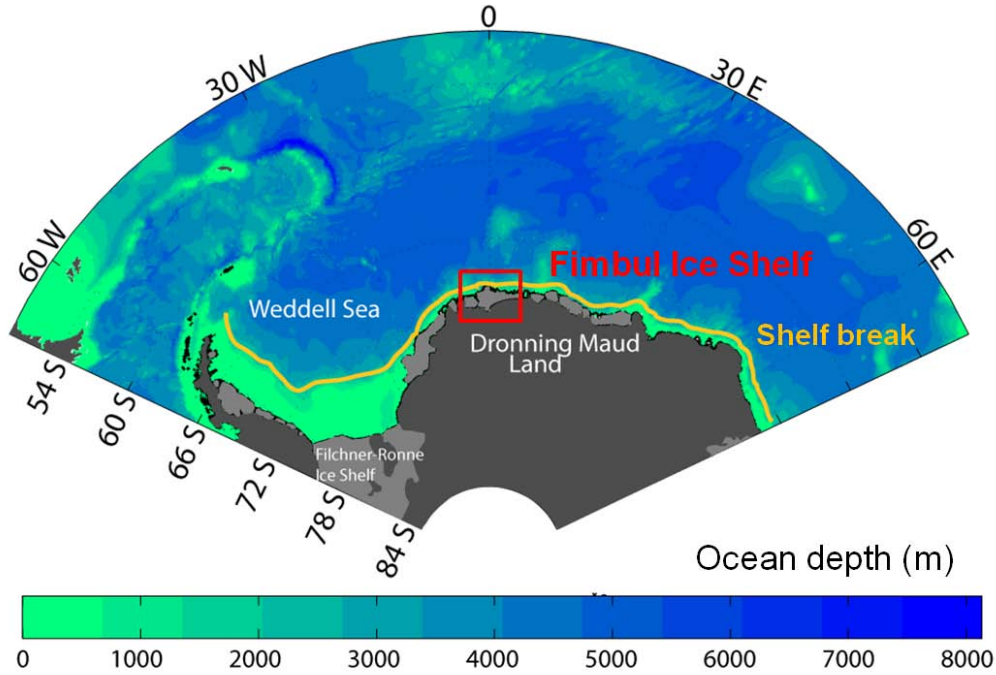 0
30 W
30 E
60 W
60 E
Fimbul Ice Shelf
Weddell Sea
Shelf break
Dronning Maud
Land
54 S
60 S
66 S
72 S
78 S
84 S
Filchner-Ronne
Ice Shelf
Ocean depth (m)
0 1000 2000 3000 4000 5000 6000 7000 8000